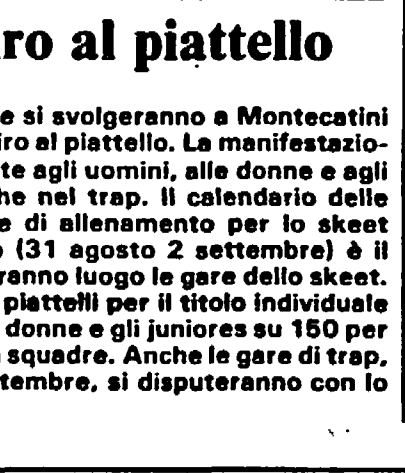 ro al piattello
e si svolgeranno a Montecatini
iro al piattello. La manifestazio-
te agli uomini, alle donne e agli
he nel trap. Il calendario delle
e di allenamento per lo skeet
o (31 agosto 2 settembre) è il
ranno luogo le gare dello skeet.
piattelli per il titolo individuale
donne e gli juniores su 150 per
squadre. Anche le gare di trap,
tembre, si disputeranno con lo